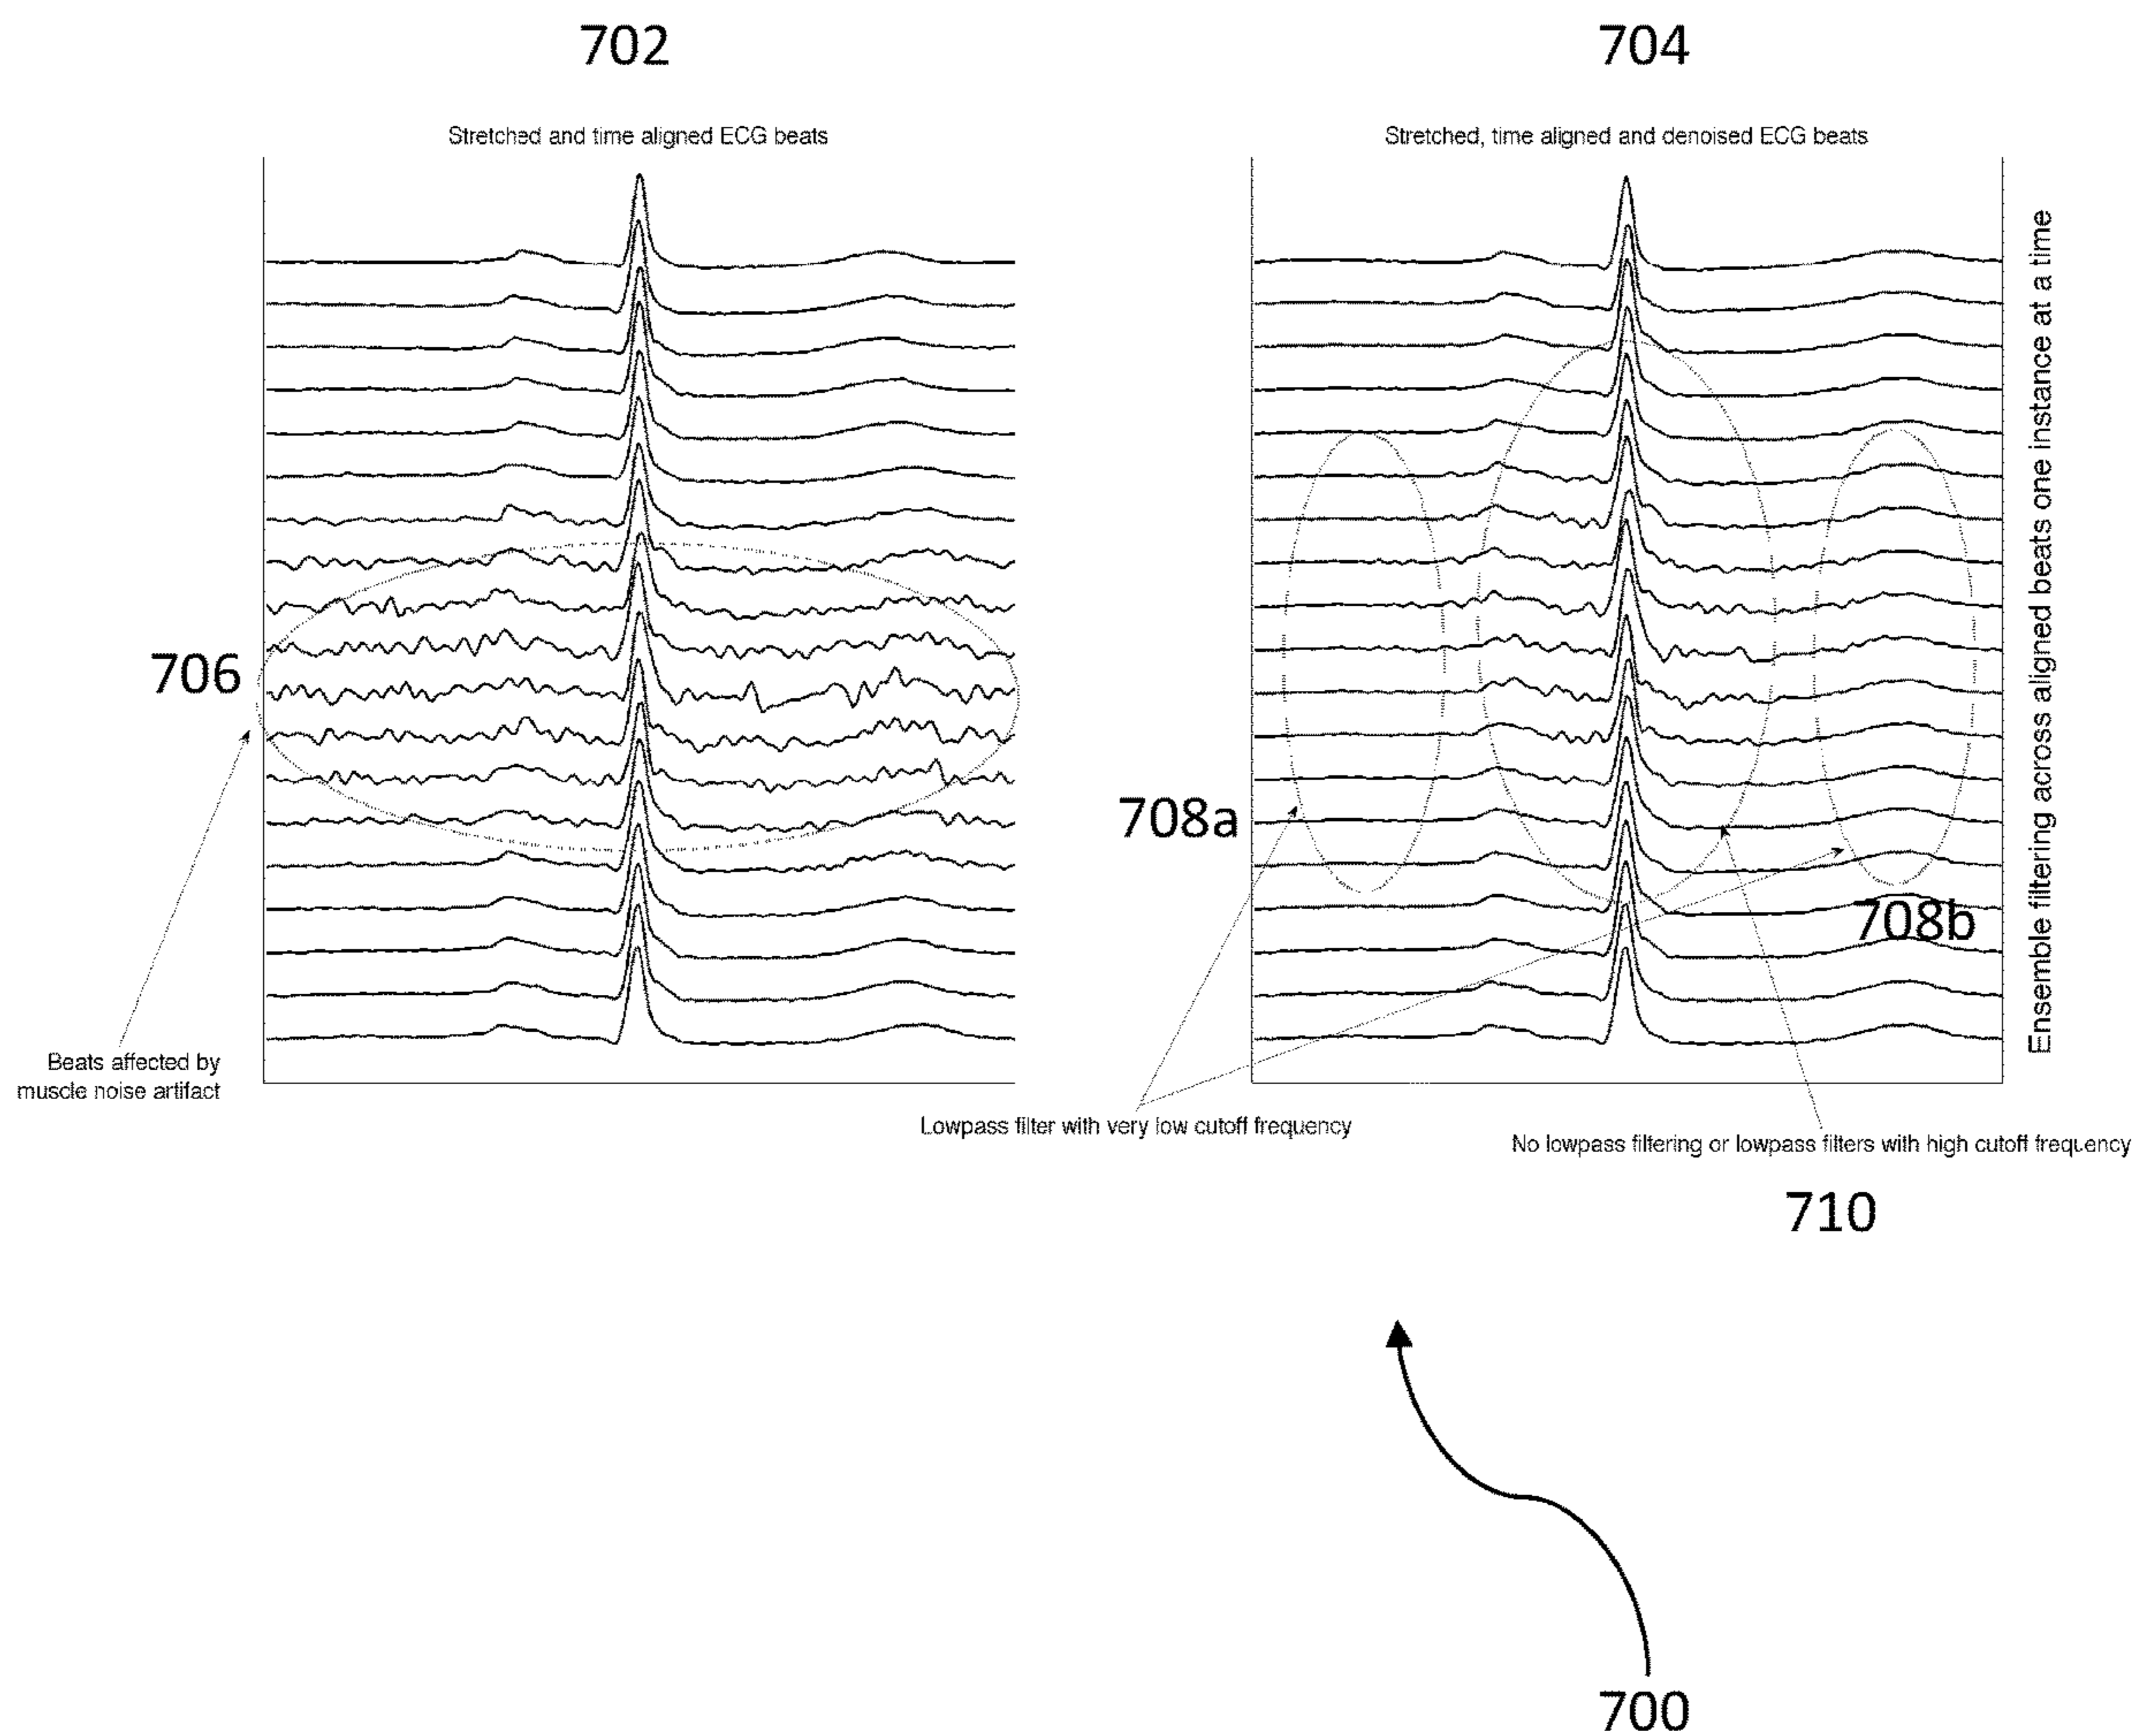 702
704
Stretched and time aligned ECG beats
Stretched, time aligned and denoised ECG beats
Ensemble filtering across aligned beats one instance at a time
706
708a
708b
Beats affected by
muscle noise artifact
Lowpass filter with very low cutoff frequency
No lowpass filtering or lowpass filters with high cutoff frequency
710
700